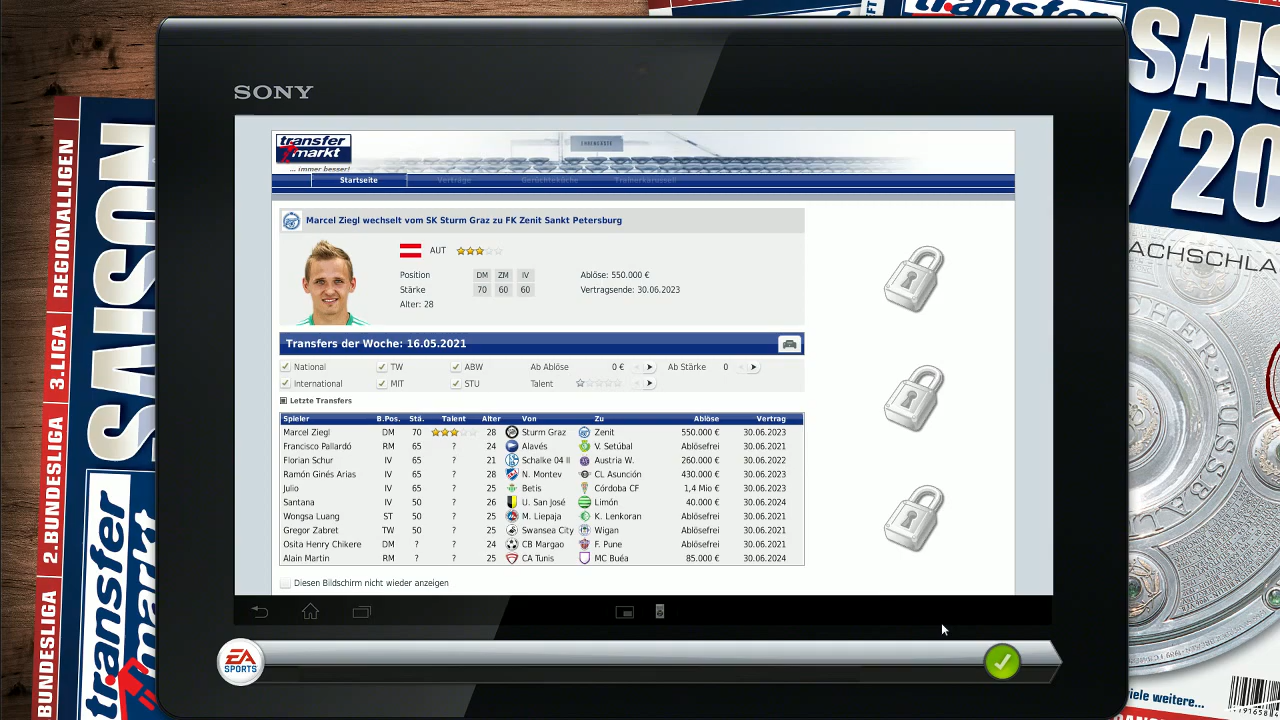 transfer
SAIS
/20
ACHSCHLA
SONY
REGIONALLIGEN
3.LIGA
2.BUNDESLIGA
BUNDESLIGA
SAISON
transfer
transfer
markt
... immer besser!
Startseite Verträge Gerüchteküche Trainerkarussell
Marcel Ziegl wechselt vom SK Sturm Graz zu FK Zenit Sankt Petersburg
AUT
Position DM ZM IV Ablöse: 550.000 €
Stärke 70 60 60 Vertragsende: 30.06.2023
Alter: 28
Transfers der Woche: 16.05.2021
National TW ABW Ab Ablöse 0 € Ab Stärke 0
International MIT STU Talent
Letzte Transfers
Spieler B.Pos. Stä. Talent Alter Von Zu Ablöse Vertrag
Marcel Ziegl DM 70 28 Sturm Graz Zenit 550.000 € 30.06.2023
Francisco Pallardó RM 65 ? 24 Alavés V. Setúbal Ablösefrei 30.06.2021
Florian Schur IV 65 ? 21 Schalke 04 II Austria W. 260.000 € 30.06.2022
Ramón Ginés Arias IV 65 ? 28 N. Montev CL Asunción 430.000 € 30.06.2023
Julio IV 65 ? 25 Betis Córdoba CF 1,4 Mio € 30.06.2023
Santana IV 50 ? 26 U. San José Limón 40.000 € 30.06.2024
Wongsa Luang ST 50 ? 25 M. Liepaja K. Lenkoran Ablösefrei 30.06.2021
Gregor Zabret TW 50 ? 25 Swansea City Wigan Ablösefrei 30.06.2021
Osita Henry Chikere DM ? ? 24 CB Margao F. Pune Ablösefrei 30.06.2021
Alain Martin RM ? ? 25 CA Tunis MC Buéa 85.000 € 30.06.2024
Diesen Bildschirm nicht wieder anzeigen
EA
SPORTS
iele weitere...